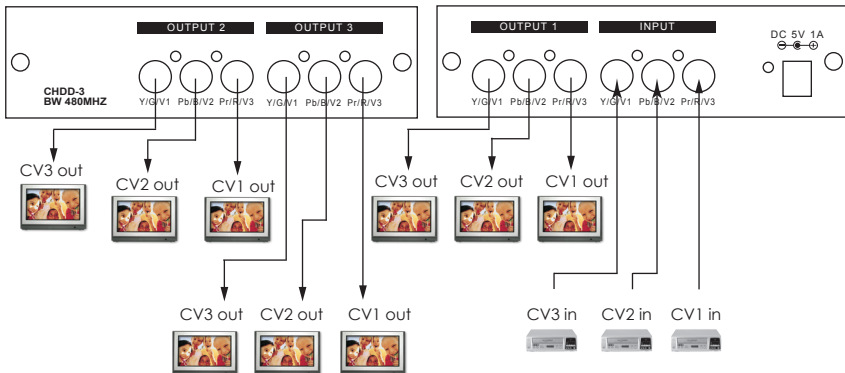 OUTPUT 2 OUTPUT 3
CHDD-3
BW 480MHZ
Y/G/V1 Pb/B/V2 Pr/R/V3 Y/G/V1 Pb/B/V2 Pr/R/V3
OUTPUT 1 INPUT
DC 5V 1A
Y/G/V1 Pb/B/V2 Pr/R/V3 Y/G/V1 Pb/B/V2 Pr/R/V3
CV3 out CV2 out CV1 out
CV3 out CV2 out CV1 out
CV3 out CV2 out CV1 out
CV3 in CV2 in CV1 in